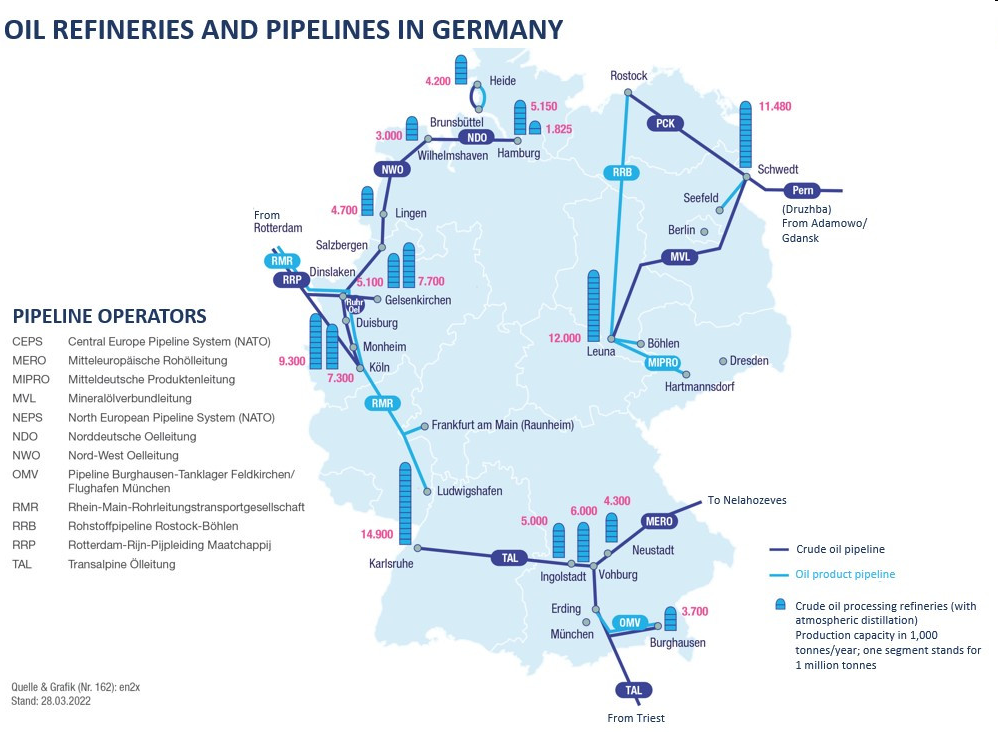 OIL REFINERIES AND PIPELINES IN GERMANY
4.200
Heide
Brunsbüttel
5.150
1.825
3.000
NDO
Wilhelmshaven
Hamburg
NWO
4.700
Lingen
Salzbergen
From
Rotterdam
RMR
RRP
Dinslaken
5.100
7.700
Ruhr
Oel
Gelsenkirchen
Duisburg
Monheim
9.300
7.300
Köln
RMR
Frankfurt am Main (Raunheim)
Ludwigshafen
14.900
Karlsruhe
TAL
Rostock
PCK
11.480
Schwedt
RRB
Pern
(Druzhba)
From Adamowo/
Gdansk
Seefeld
Berlin
MVL
12.000
Leuna
Böhlen
MIPRO
Dresden
Hartmannsdorf
To Nelahozeves
5.000
6.000
4.300
MERO
Neustadt
Ingolstadt
Vohburg
Erding
München
OMV
3.700
Burghausen
TAL
From Triest
PIPELINE OPERATORS
CEPS Central Europe Pipeline System (NATO)
MERO Mitteleuropäische Rohölleitung
MIPRO Mitteldeutsche Produktenleitung
MVL Mineralölverbundleitung
NEPS North European Pipeline System (NATO)
NDO Norddeutsche Oelleitung
NWO Nord-West Oelleitung
OMV Pipeline Burghausen-Tanklager Feldkirchen/
Flughafen München
RMR Rhein-Main-Rohrleitungstransportgesellschaft
RRB Rohstoffpipeline Rostock-Böhlen
RRP Rotterdam-Rijn-Pijpleiding Maatchappij
TAL Transalpine Ölleitung
Crude oil pipeline
Oil product pipeline
Crude oil processing refineries (with
atmospheric distillation)
Production capacity in 1,000
tonnes/year; one segment stands for
1 million tonnes
Quelle & Grafik (Nr. 162): en2x
Stand: 28.03.2022